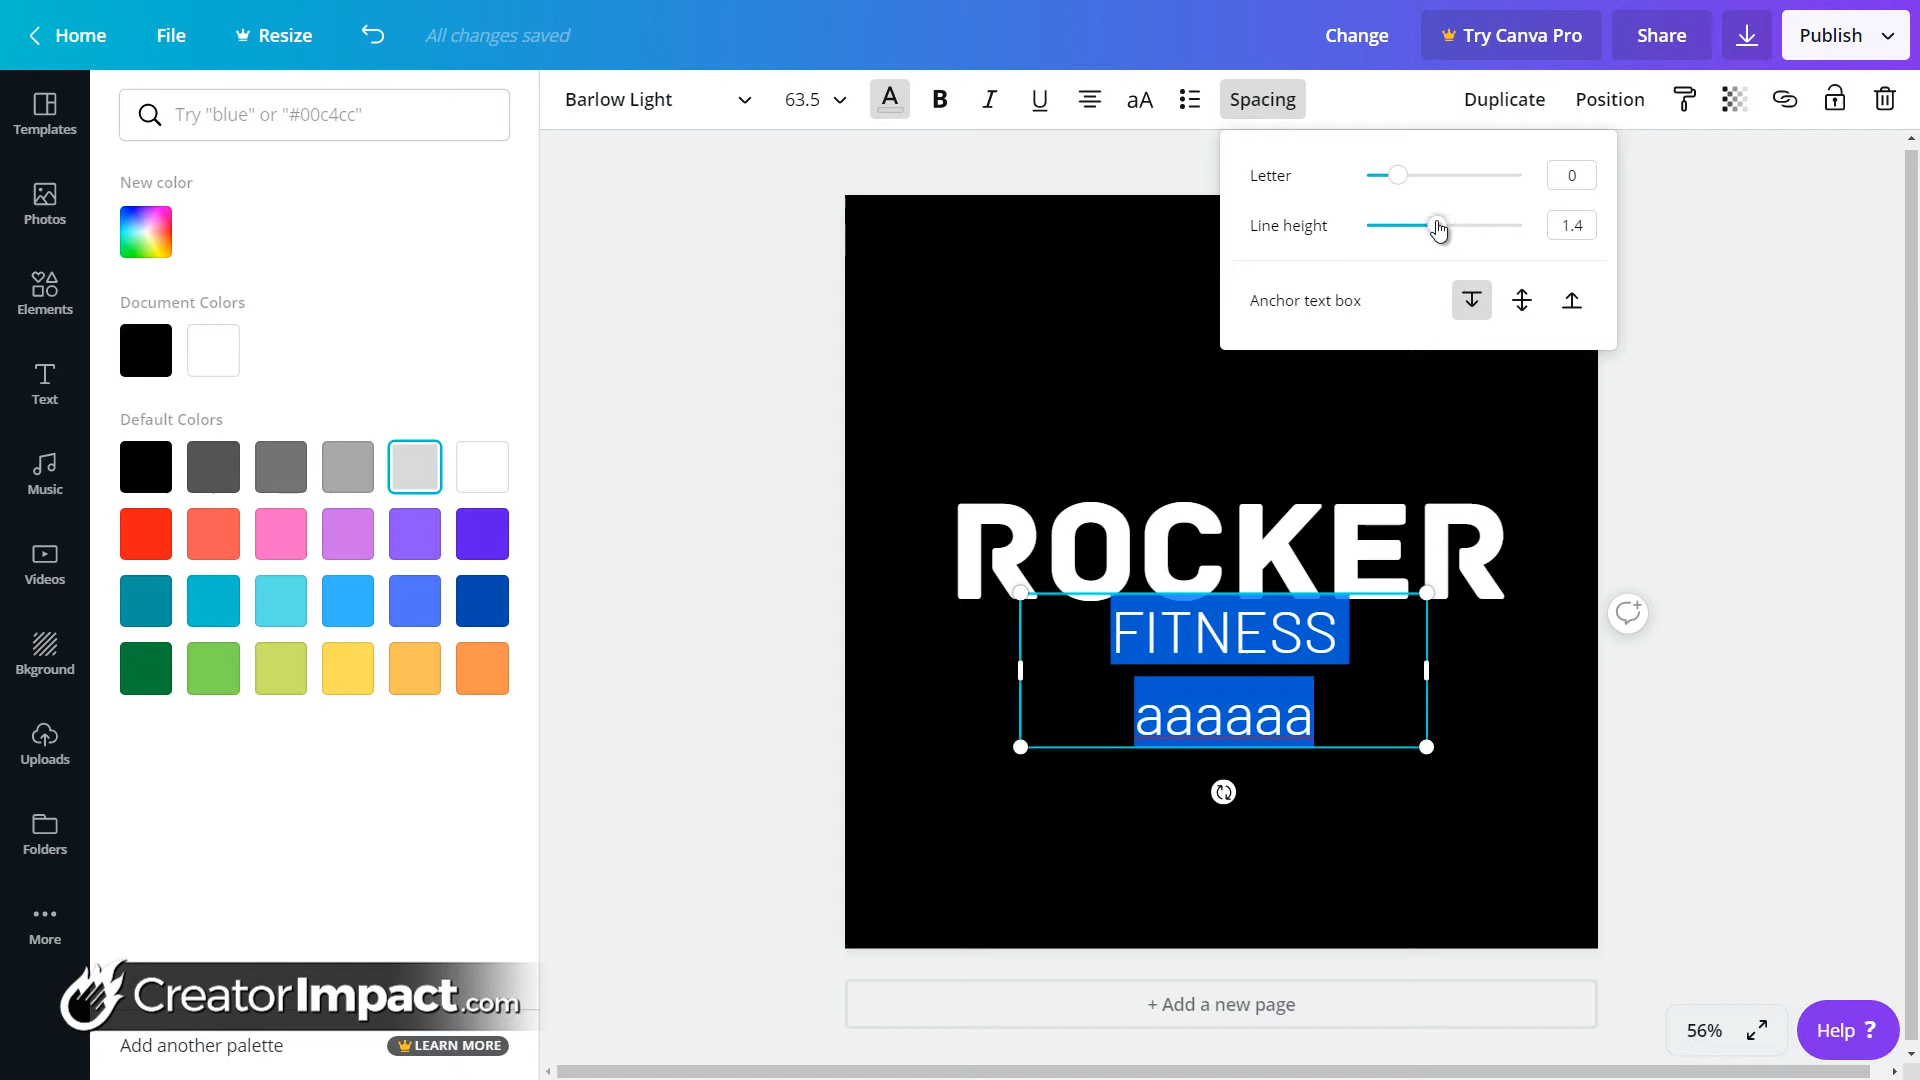 Home
File
Resize
All changes saved
Change
Try Canva Pro
Share
Publish
Templates
Photos
Elements
Text
Music
Videos
Bkground
Uploads
Folders
More
Try "blue" or "#00c4cc"
New color
Document Colors
Default Colors
Add another palette
LEARN MORE
Barlow Light
63.5
A
B
I
U
aA
Spacing
Duplicate
Position
Letter
0
Line height
1.4
Anchor text box
ROCKER
FITNESS
aaaaaa
+ Add a new page
56%
Help ?
CreatorImpact.com